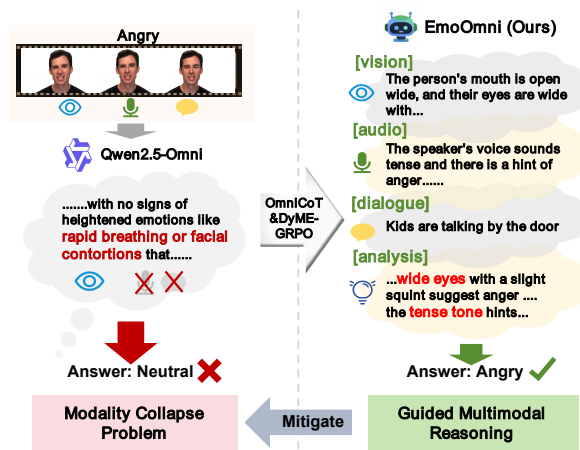 Angry
Qwen2.5-Omni
.......with no signs of
heightened emotions like
rapid breathing or facial
contortions that......
Answer: Neutral
Modality Collapse
Problem
OmniCoT
&DyME-
GRPO
Mitigate
EmoOmni (Ours)
[vision]
The person's mouth is open
wide, and their eyes are wide
with...
[audio]
The speaker's voice sounds
tense and there is a hint of
anger......
[dialogue]
Kids are talking by the door
[analysis]
...wide eyes with a slight
squint suggest anger ....
the tense tone hints...
Answer: Angry
Guided Multimodal
Reasoning